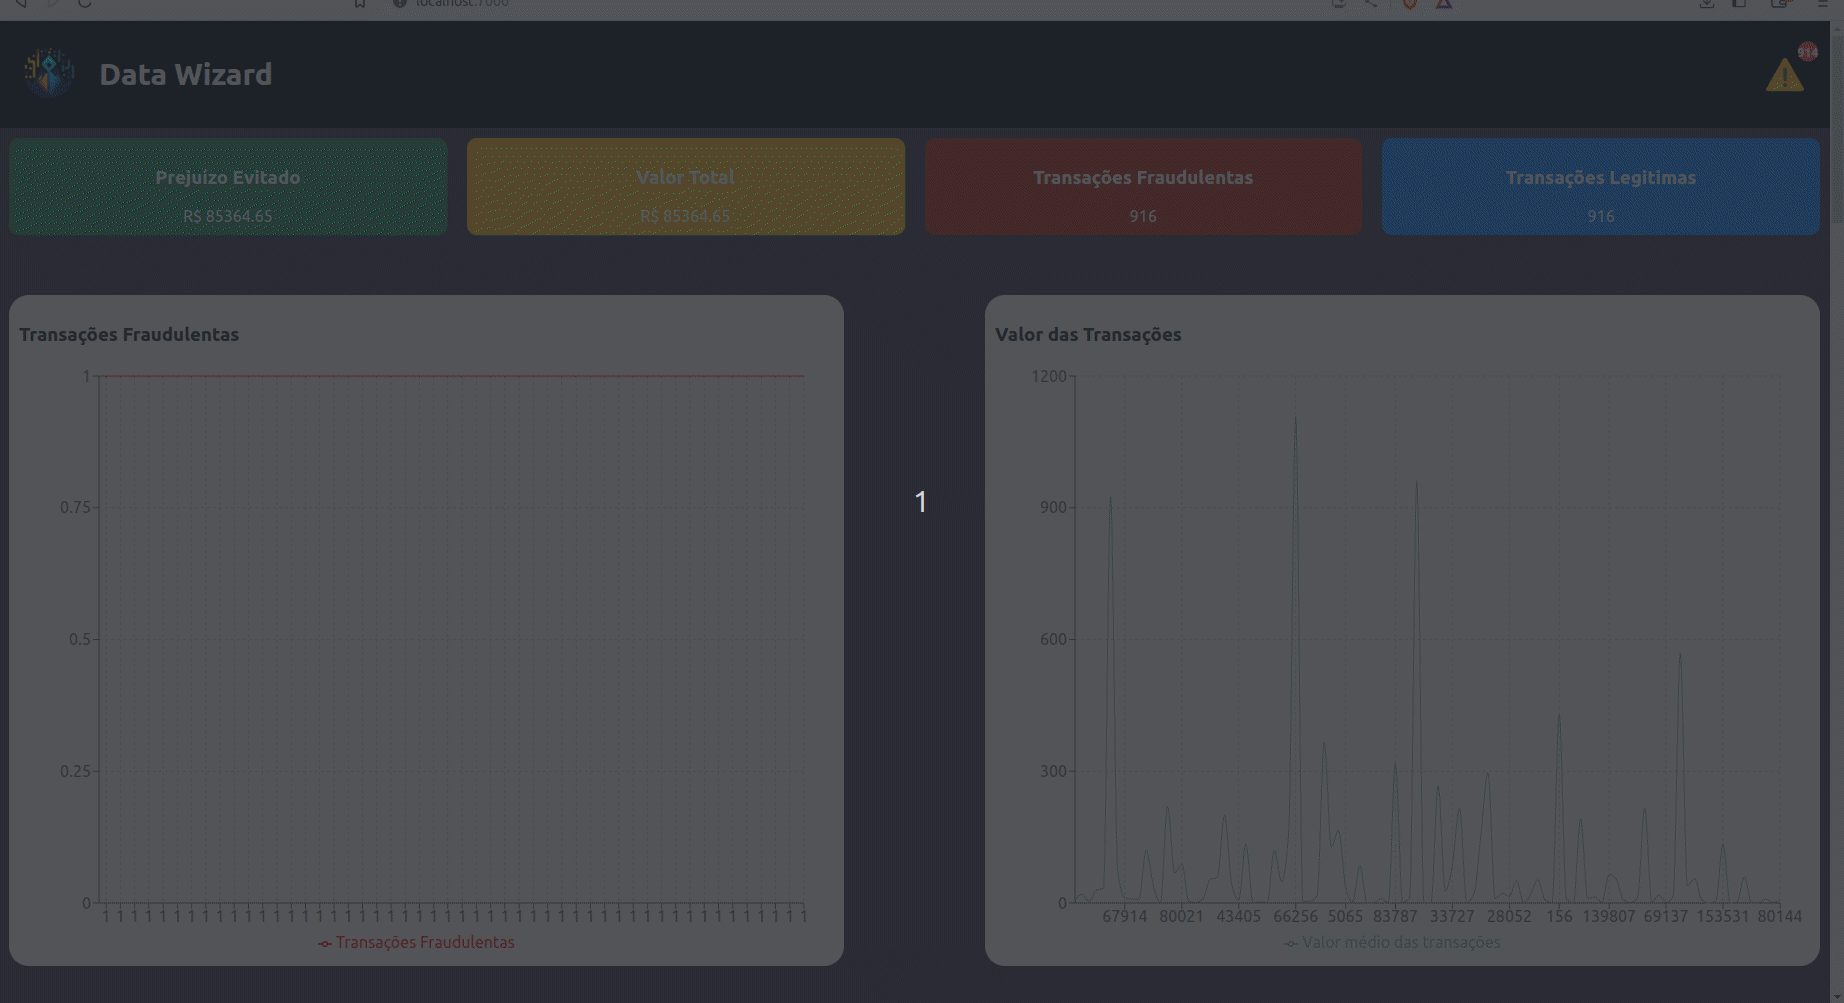 localhost:7000
Data Wizard
914
Prejuízo Evitado
R$ 85364.65
Valor Total
R$ 85364.65
Transações Fraudulentas
916
Transações Legitimas
916
Transações Fraudulentas
1
0.75
0.5
0.25
0
1 1 1 1 1 1 1 1 1 1 1 1 1 1 1 1 1 1 1 1 1 1 1 1 1 1 1 1 1 1 1 1 1 1 1 1 1 1 1 1 1 1 1 1 1 1 1 1 1 1
Transações Fraudulentas
1
Valor das Transações
1200
900
600
300
0
67914 80021 43405 66256 5065 83787 33727 28052 156 139807 69137 153531 80144
Valor médio das transações